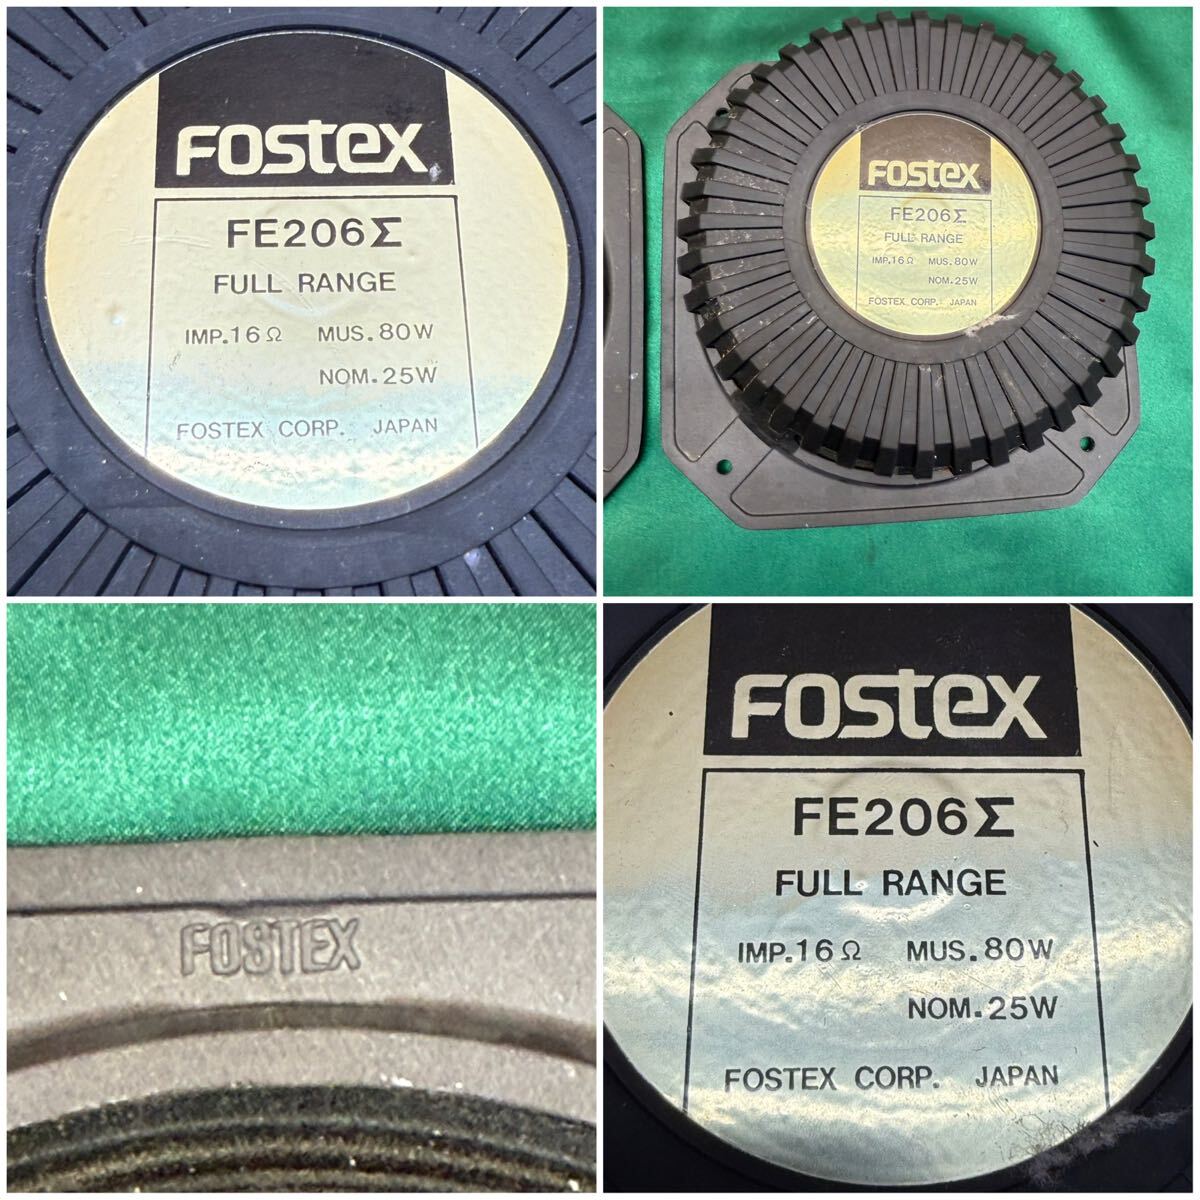 FOSTEX
FE206Σ
FULL RANGE
IMP.16Ω MUS.80W
NOM.25W
FOSTEX CORP. JAPAN
FOSTEX
FE206Σ
FULL RANGE
IMP.16Ω MUS.80W
NOM.25W
FOSTEX CORP. JAPAN
FOSTEX
FOSTEX
FE206Σ
FULL RANGE
IMP.16Ω MUS.80W
NOM.25W
FOSTEX CORP. JAPAN